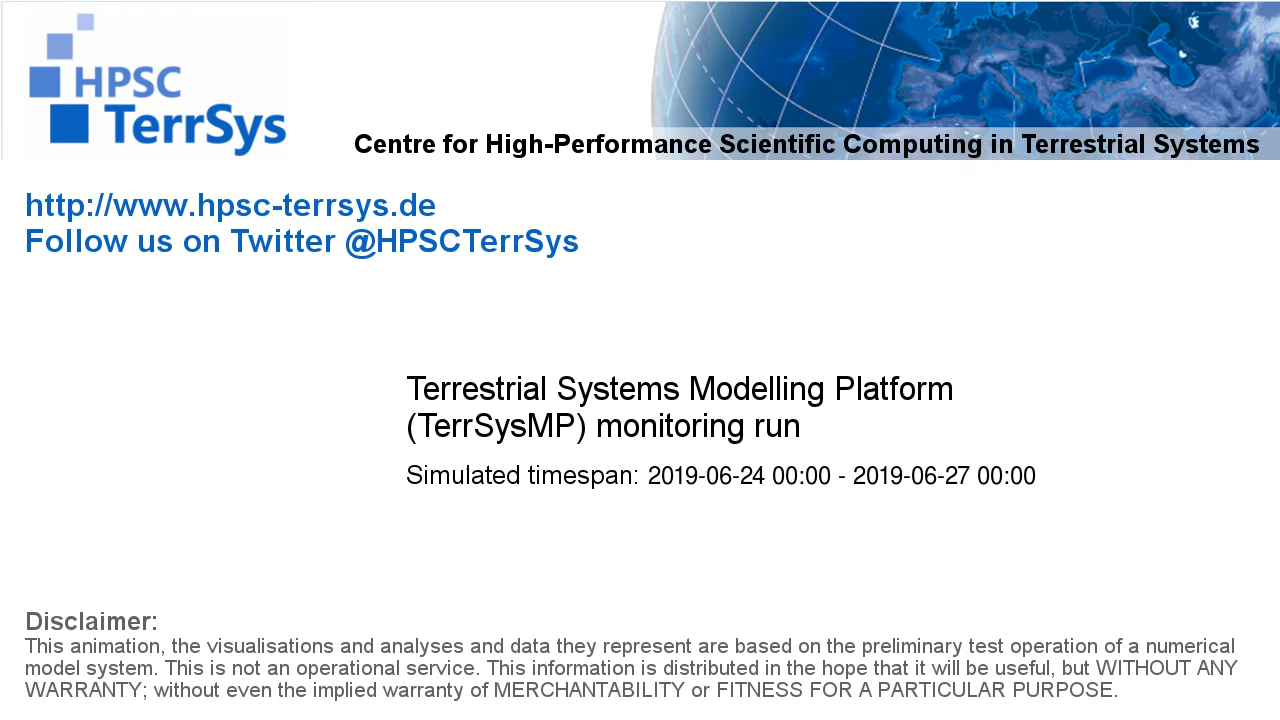 HPSC
TerrSys
Centre for High-Performance Scientific Computing in Terrestrial Systems
http://www.hpsc-terrsys.de
Follow us on Twitter @HPSCTerrSys
Terrestrial Systems Modelling Platform
(TerrSysMP) monitoring run
Simulated timespan: 2019-06-24 00:00 - 2019-06-27 00:00
Disclaimer:
This animation, the visualisations and analyses and data they represent are based on the preliminary test operation of a numerical
model system. This is not an operational service. This information is distributed in the hope that it will be useful, but WITHOUT ANY
WARRANTY; without even the implied warranty of MERCHANTABILITY or FITNESS FOR A PARTICULAR PURPOSE.